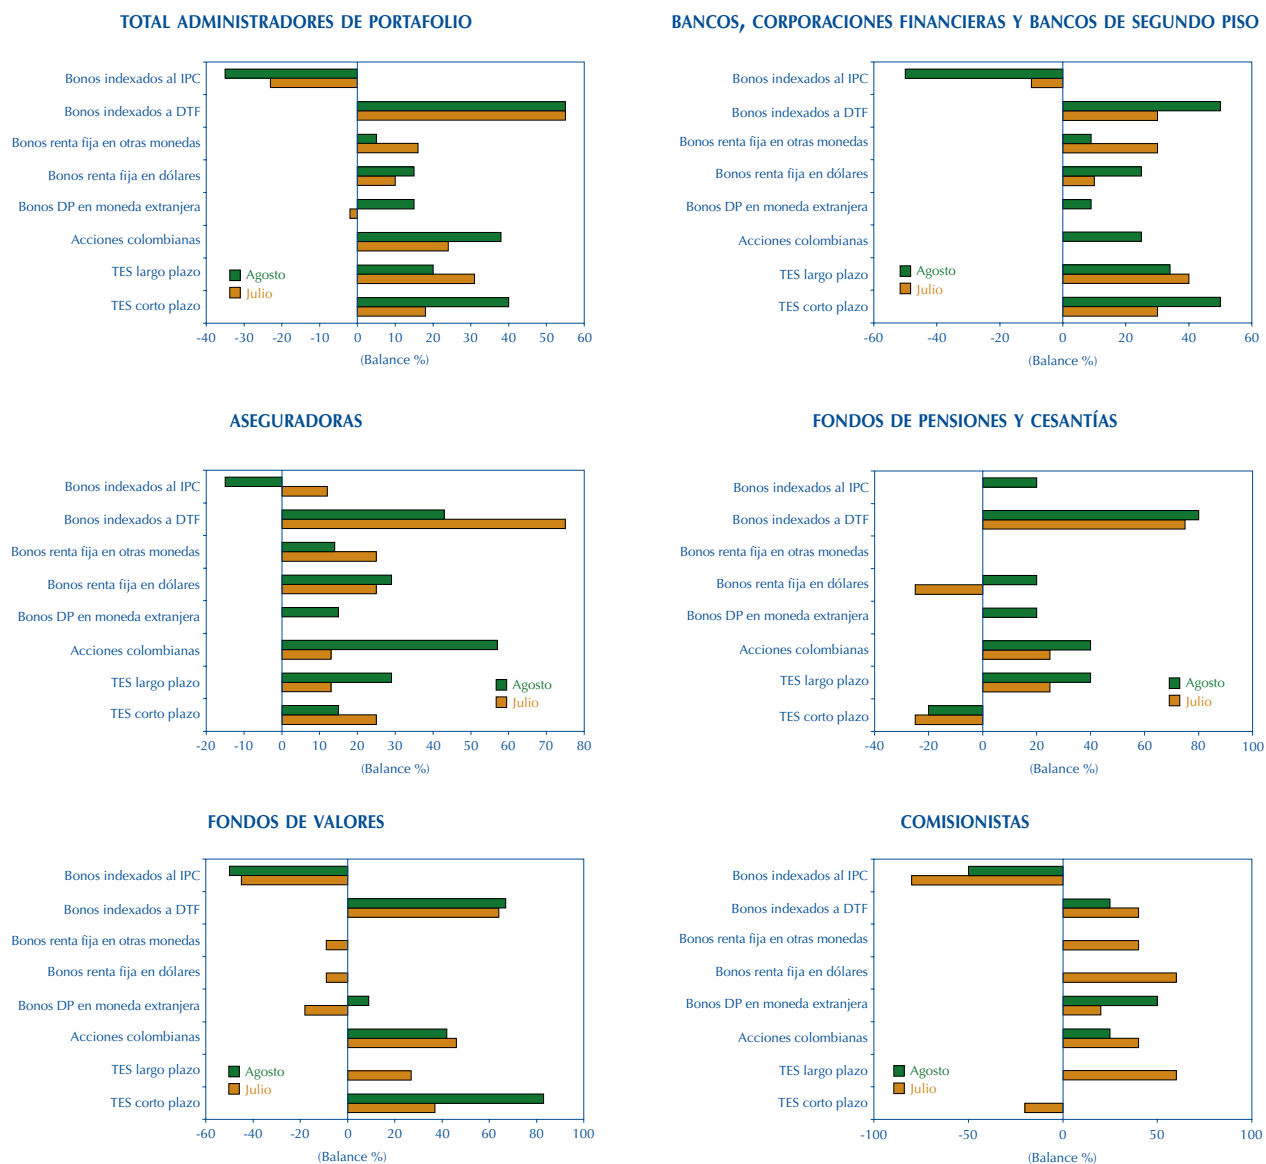 TOTAL ADMINISTRADORES DE PORTAFOLIO
Bonos indexados al IPC
Bonos indexados a DTF
Bonos renta fija en otras monedas
Bonos renta fija en dólares
Bonos DP en moneda extranjera
Acciones colombianas
TES largo plazo
TES corto plazo
Agosto
Julio
-40 -30 -20 -10 0 10 20 30 40 50 60
(Balance %)
BANCOS, CORPORACIONES FINANCIERAS Y BANCOS DE SEGUNDO PISO
Bonos indexados al IPC
Bonos indexados a DTF
Bonos renta fija en otras monedas
Bonos renta fija en dólares
Bonos DP en moneda extranjera
Acciones colombianas
TES largo plazo
TES corto plazo
Agosto
Julio
-60 -40 -20 0 20 40 60
(Balance %)
ASEGURADORAS
Bonos indexados al IPC
Bonos indexados a DTF
Bonos renta fija en otras monedas
Bonos renta fija en dólares
Bonos DP en moneda extranjera
Acciones colombianas
TES largo plazo
TES corto plazo
Agosto
Julio
-20 -10 0 10 20 30 40 50 60 70 80
(Balance %)
FONDOS DE PENSIONES Y CESANTÍAS
Bonos indexados al IPC
Bonos indexados a DTF
Bonos renta fija en otras monedas
Bonos renta fija en dólares
Bonos DP en moneda extranjera
Acciones colombianas
TES largo plazo
TES corto plazo
Agosto
Julio
-40 -20 0 20 40 60 80 100
(Balance %)
FONDOS DE VALORES
Bonos indexados al IPC
Bonos indexados a DTF
Bonos renta fija en otras monedas
Bonos renta fija en dólares
Bonos DP en moneda extranjera
Acciones colombianas
TES largo plazo
TES corto plazo
Agosto
Julio
-60 -40 -20 0 20 40 60 80 100
(Balance %)
COMISIONISTAS
Bonos indexados al IPC
Bonos indexados a DTF
Bonos renta fija en otras monedas
Bonos renta fija en dólares
Bonos DP en moneda extranjera
Acciones colombianas
TES largo plazo
TES corto plazo
Agosto
Julio
-100 -50 0 50 100
(Balance %)